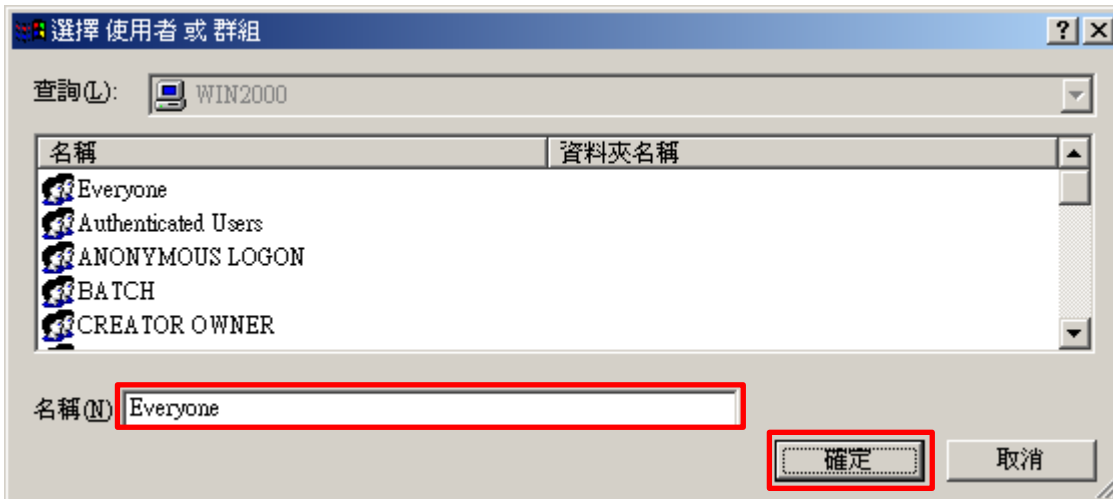 選擇 使用者 或 群組
查詢(L): WIN2000
名稱 資料夾名稱
Everyone
Authenticated Users
ANONYMOUS LOGON
BATCH
CREATOR OWNER
名稱(N) Everyone
確定 取消